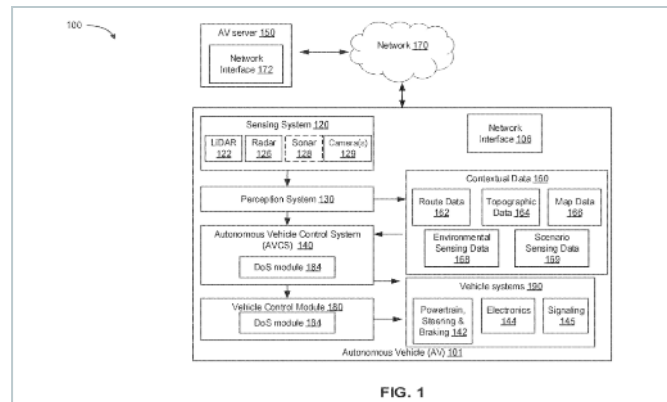 100
AV server 150
Network
Interface 172
Network 170
Sensing System 120
LiDAR
122
Radar
126
Sonar
128
Camera(s)
129
Network
Interface 106
Perception System 130
Contextual Data 160
Route Data
162
Topographic
Data 164
Map Data
166
Environmental
Sensing Data
168
Scenario
Sensing Data
169
Autonomous Vehicle Control System
(AVCS) 140
DoS module 184
Vehicle Control Module 180
DoS module 184
Vehicle systems 190
Powertrain,
Steering &
Braking 142
Electronics
144
Signaling
145
Autonomous Vehicle (AV) 101
FIG. 1